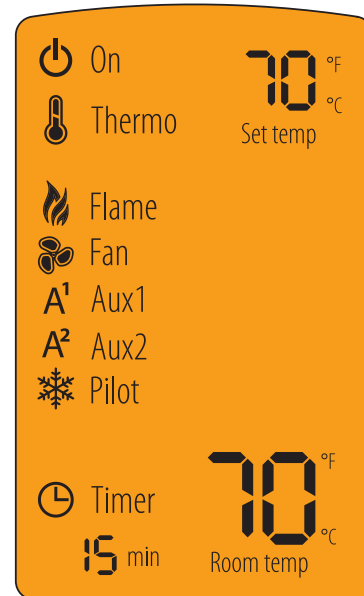 On 70 °F
°C
Thermo Set temp
Flame
Fan
A¹ Aux1
A² Aux2
Pilot
Timer 70 °F
°C
15 min Room temp